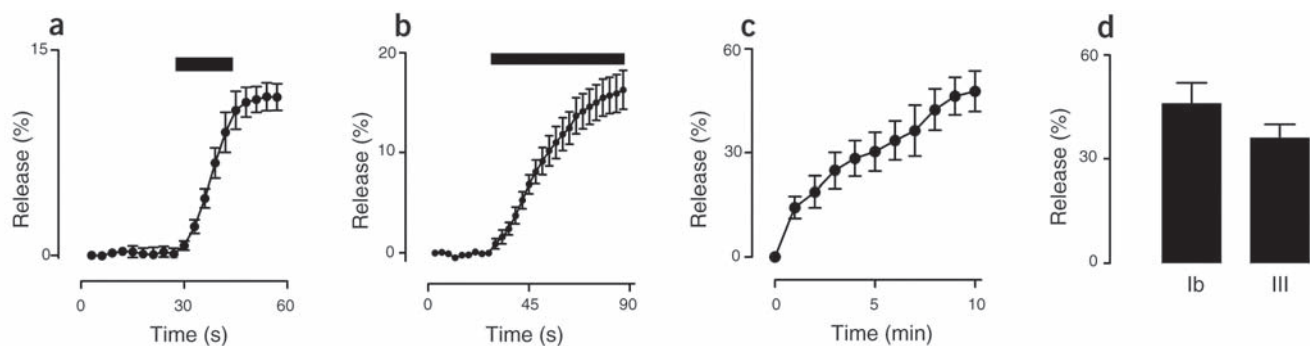 a
15
Release (%)
0
0 30 60
Time (s)
b
20
Release (%)
10
0
0 45 90
Time (s)
c
60
Release (%)
30
0
0 5 10
Time (min)
d
60
Release (%)
30
0
Ib III